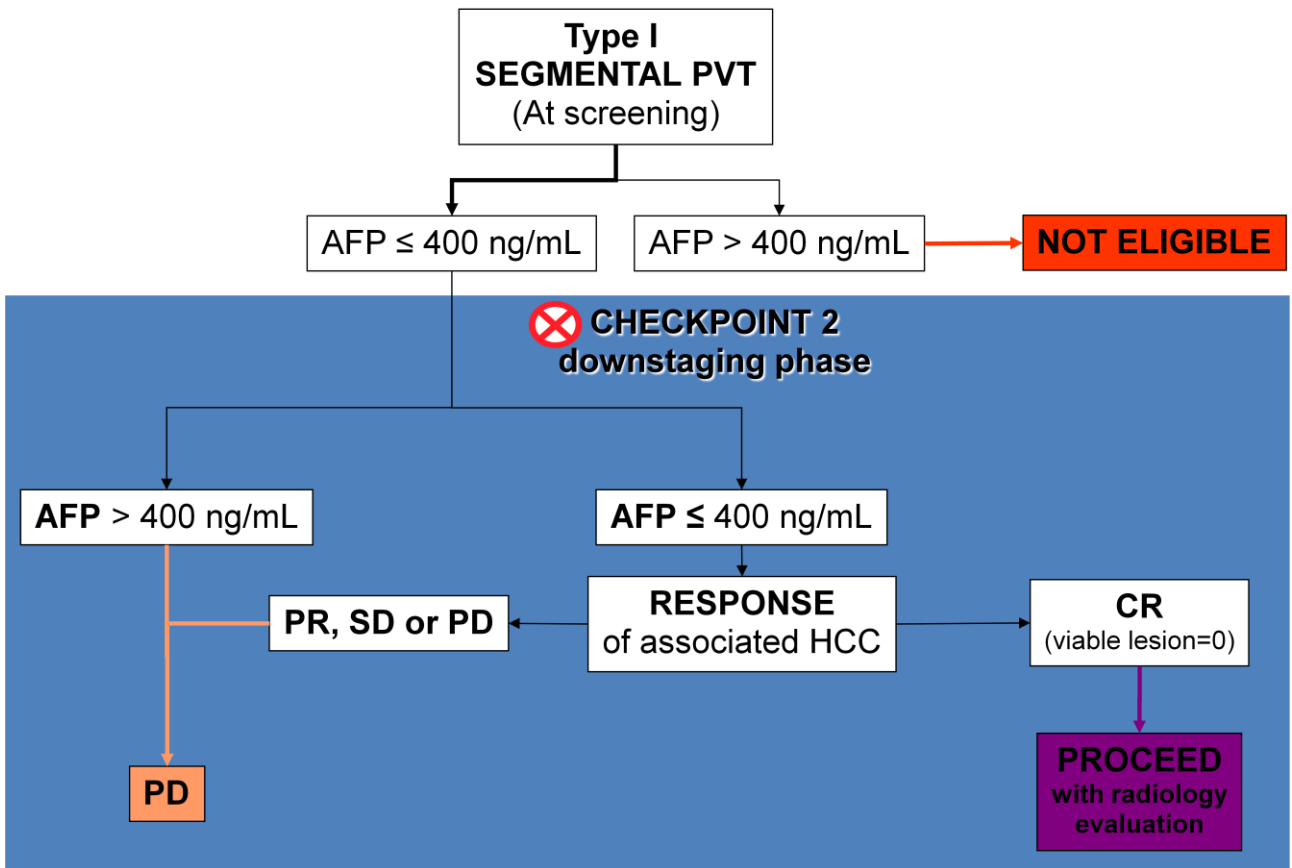 Type I
SEGMENTAL PVT
(At screening)
AFP ≤ 400 ng/mL
AFP > 400 ng/mL
NOT ELIGIBLE
CHECKPOINT 2
downstaging phase
AFP > 400 ng/mL
AFP ≤ 400 ng/mL
PR, SD or PD
RESPONSE
of associated HCC
CR
(viable lesion=0)
PD
PROCEED
with radiology
evaluation